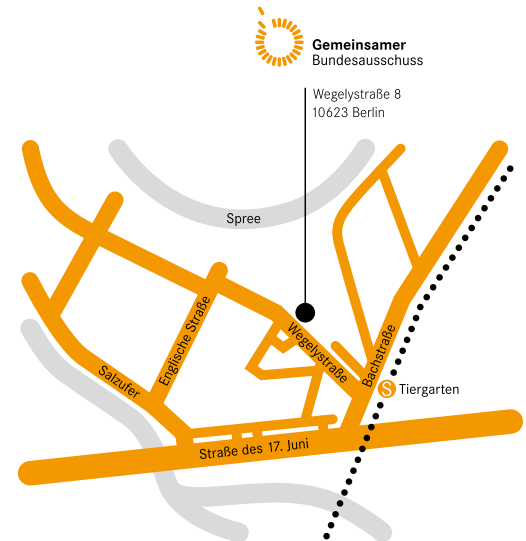 Gemeinsamer
Bundesausschuss
Wegelystraße 8
10623 Berlin
Spree
Englische Straße
Wegelystraße
Bachstraße
Salzufer
S Tiergarten
Straße des 17. Juni